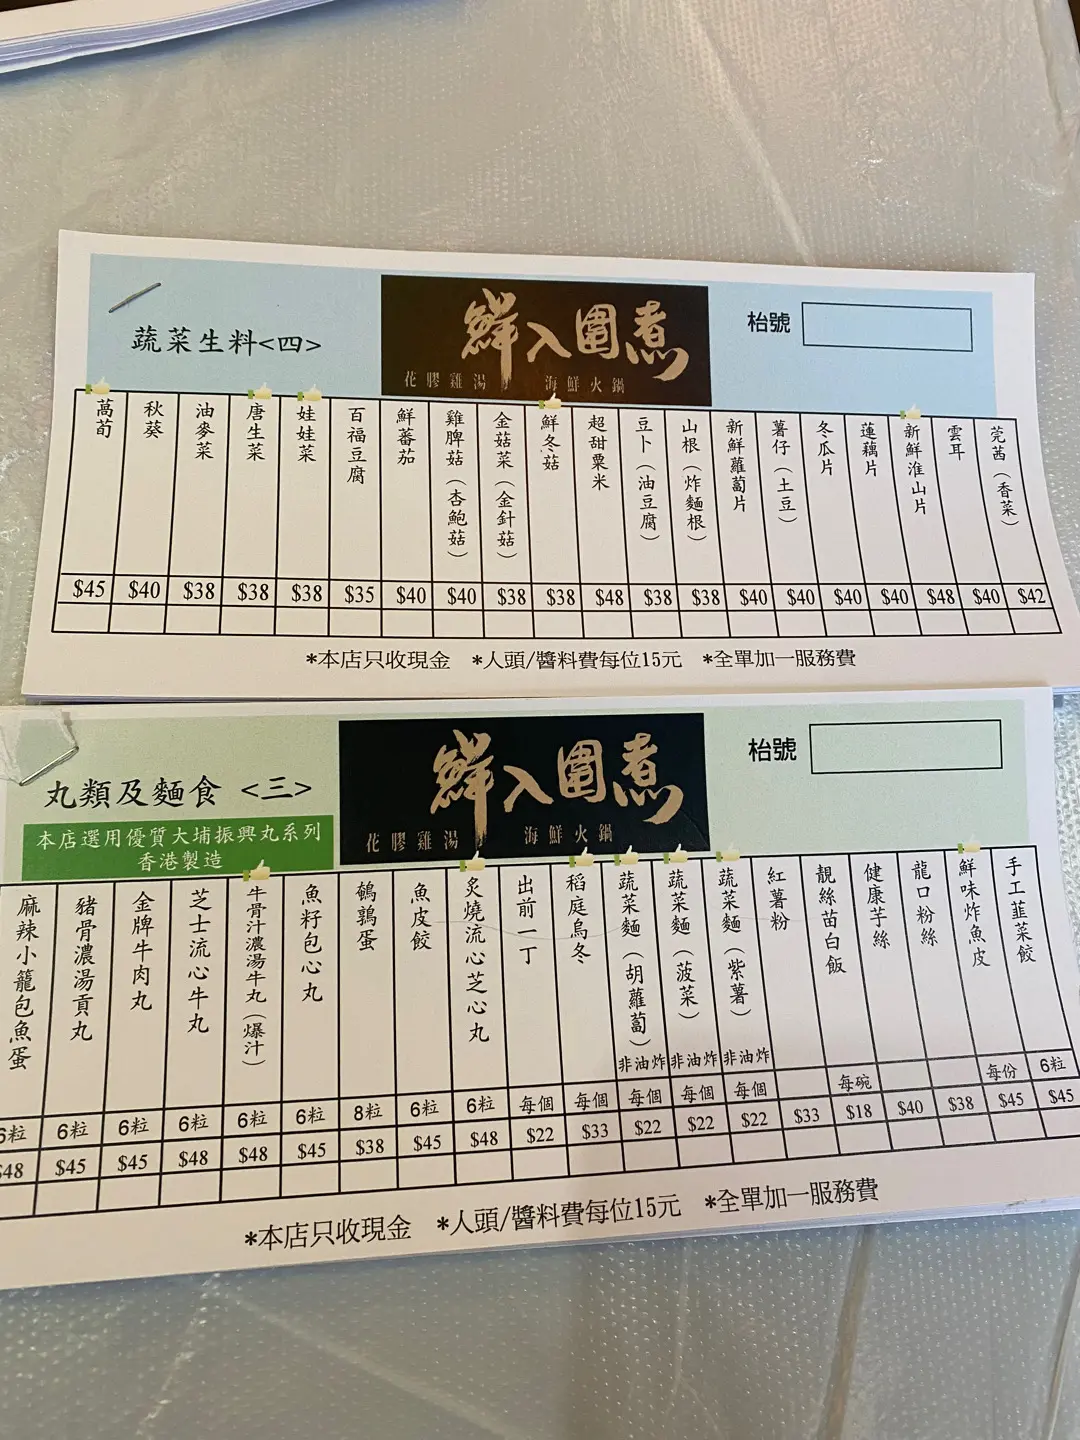 蔬菜生料<四>
鱻入圍煮
花膠雞湯 海鮮火鍋
枱號
萵荀 $45
秋葵 $40
油麥菜 $38
唐生菜 $38
娃娃菜 $38
百福豆腐 $35
鮮蕃茄 $40
雞脾菇（杏鮑菇） $40
金菇菜（金針菇） $38
鮮冬菇 $38
超甜粟米 $48
豆卜（油豆腐） $38
山根（炸麵根） $38
新鮮蘿蔔片 $40
薯仔（土豆） $40
冬瓜片 $40
蓮藕片 $40
新鮮淮山片 $48
雲耳 $40
芫茜（香菜） $42
*本店只收現金 *人頭/醬料費每位15元 *全單加一服務費
丸類及麵食 <三>
本店選用優質大埔振興丸系列
香港製造
鱻入圍煮
花膠雞湯 海鮮火鍋
枱號
麻辣小籠包魚蛋 6粒 $48
豬骨濃湯貢丸 6粒 $45
金牌牛肉丸 6粒 $45
芝士流心牛丸 6粒 $48
牛骨汁濃湯牛丸（爆汁） 6粒 $48
魚籽包心丸 6粒 $45
鵪鶉蛋 8粒 $38
魚皮餃 6粒 $45
炙燒流心芝心丸 6粒 $48
出前一丁 每個 $22
稻庭烏冬 每個 $33
蔬菜麵（胡蘿蔔） 非油炸 每個 $22
蔬菜麵（菠菜） 非油炸 每個 $22
蔬菜麵（紫薯） 非油炸 每個 $22
紅薯粉 $33
靚絲苗白飯 每碗 $18
健康芋絲 $40
龍口粉絲 $38
鮮味炸魚皮 每份 $45
手工韮菜餃 6粒 $45
*本店只收現金 *人頭/醬料費每位15元 *全單加一服務費